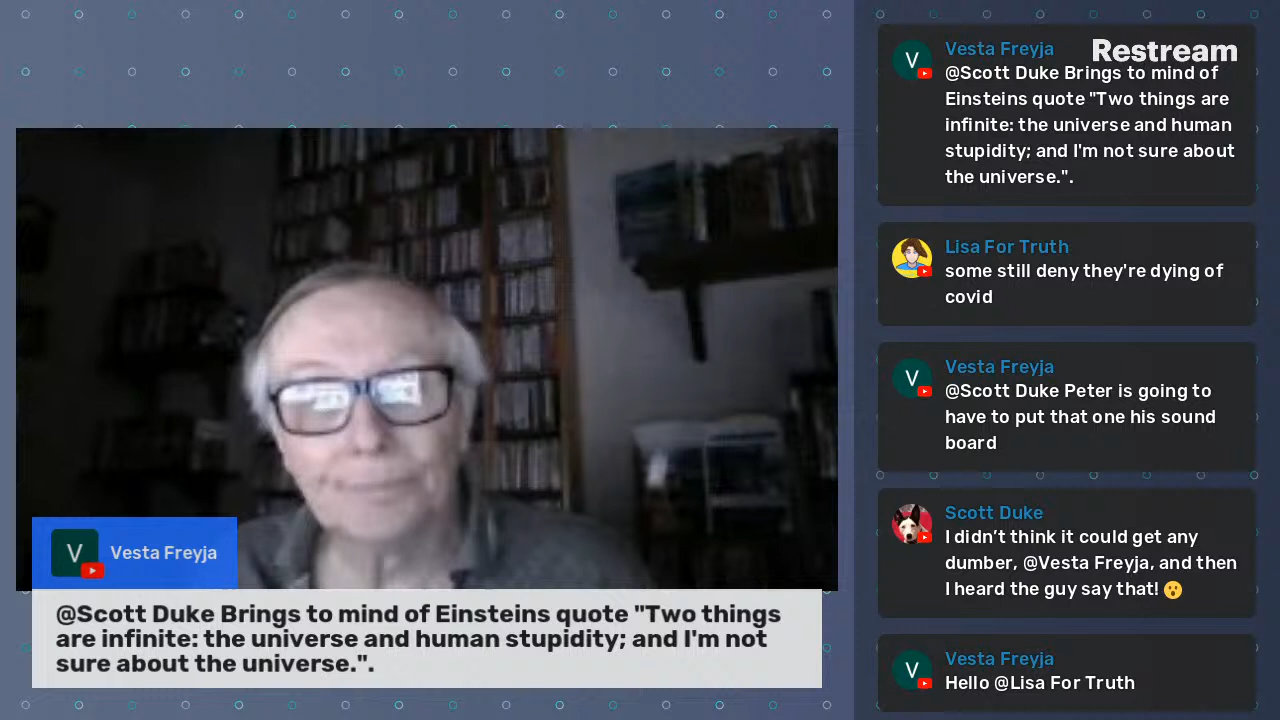 Restream
Vesta Freyja
@Scott Duke Brings to mind of
Einsteins quote "Two things are
infinite: the universe and human
stupidity; and I'm not sure about
the universe.".
Lisa For Truth
some still deny they're dying of
covid
Vesta Freyja
@Scott Duke Peter is going to
have to put that one his sound
board
Scott Duke
I didn't think it could get any
dumber, @Vesta Freyja, and then
I heard the guy say that! 😮
Vesta Freyja
Hello @Lisa For Truth
V
Vesta Freyja
@Scott Duke Brings to mind of Einsteins quote "Two things
are infinite: the universe and human stupidity; and I'm not
sure about the universe.".